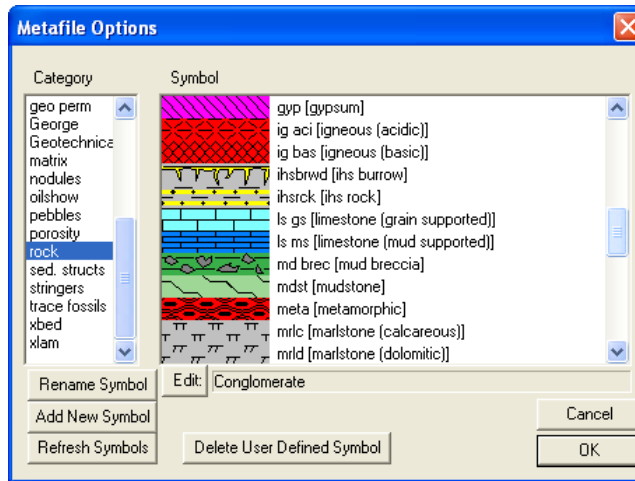 Metafile Options
Category
Symbol
geo perm
George
Geotechnica
matrix
nodules
oilshow
pebbles
porosity
rock
sed. structs
stringers
trace fossils
xbed
xlam
gyp [gypsum]
ig aci [igneous (acidic)]
ig bas [igneous (basic)]
ihsbrwd [ihs burrow]
ihsrck [ihs rock]
ls gs [limestone (grain supported)]
ls ms [limestone (mud supported)]
md brec [mud breccia]
mdst [mudstone]
meta [metamorphic]
mrlc [marlstone (calcareous)]
mrld [marlstone (dolomitic)]
Rename Symbol
Edit:
Conglomerate
Add New Symbol
Cancel
Refresh Symbols
Delete User Defined Symbol
OK